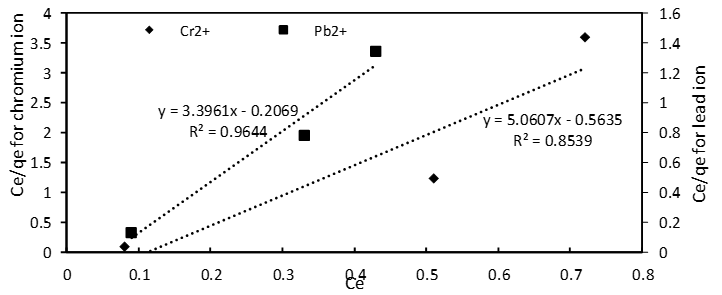 Cr2+ Pb2+
Ce/qe for chromium ion
4
3.5
3
2.5
2
1.5
1
0.5
0
y = 3.3961x - 0.2069
R² = 0.9644
y = 5.0607x - 0.5635
R² = 0.8539
1.6
1.4
1.2
1
0.8
0.6
0.4
0.2
0
Ce/qe for lead ion
0 0.1 0.2 0.3 0.4 0.5 0.6 0.7 0.8
Ce